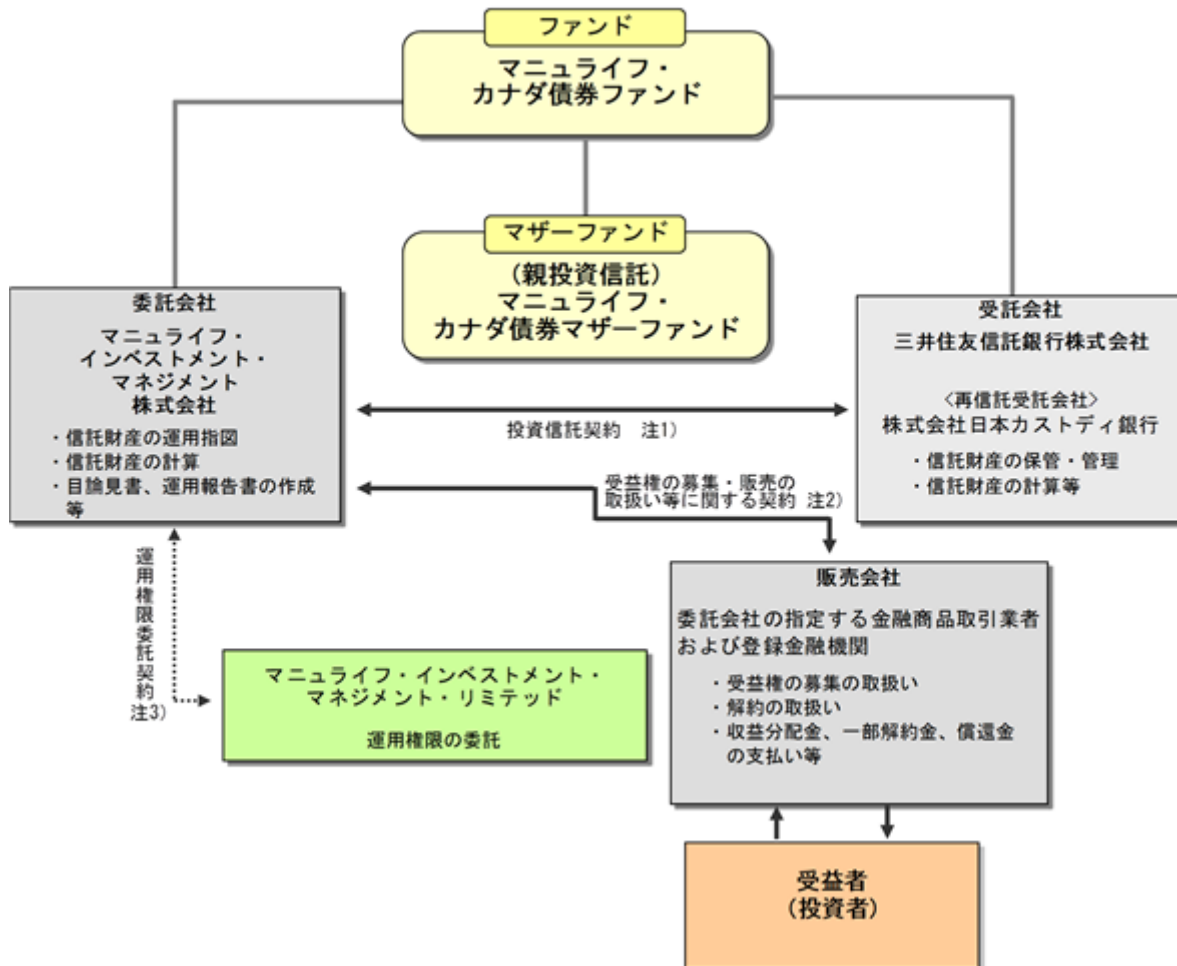 ファンド
マニュライフ・
カナダ債券ファンド
マザーファンド
(親投資信託)
マニュライフ・
カナダ債券マザーファンド
委託会社
マニュライフ・
インベストメント・
マネジメント
株式会社
・信託財産の運用指図
・信託財産の計算
・目論見書、運用報告書の作成
等
受託会社
三井住友信託銀行株式会社
〈再信託受託会社〉
株式会社日本カストディ銀行
・信託財産の保管・管理
・信託財産の計算等
投資信託契約 注1)
受益権の募集・販売の
取扱い等に関する契約 注2)
運用権限委託契約
注3)
マニュライフ・インベストメント・
マネジメント・リミテッド
運用権限の委託
販売会社
委託会社の指定する金融商品取引業者
および登録金融機関
・受益権の募集の取扱い
・解約の取扱い
・収益分配金、一部解約金、償還金
の支払い等
受益者
(投資者)